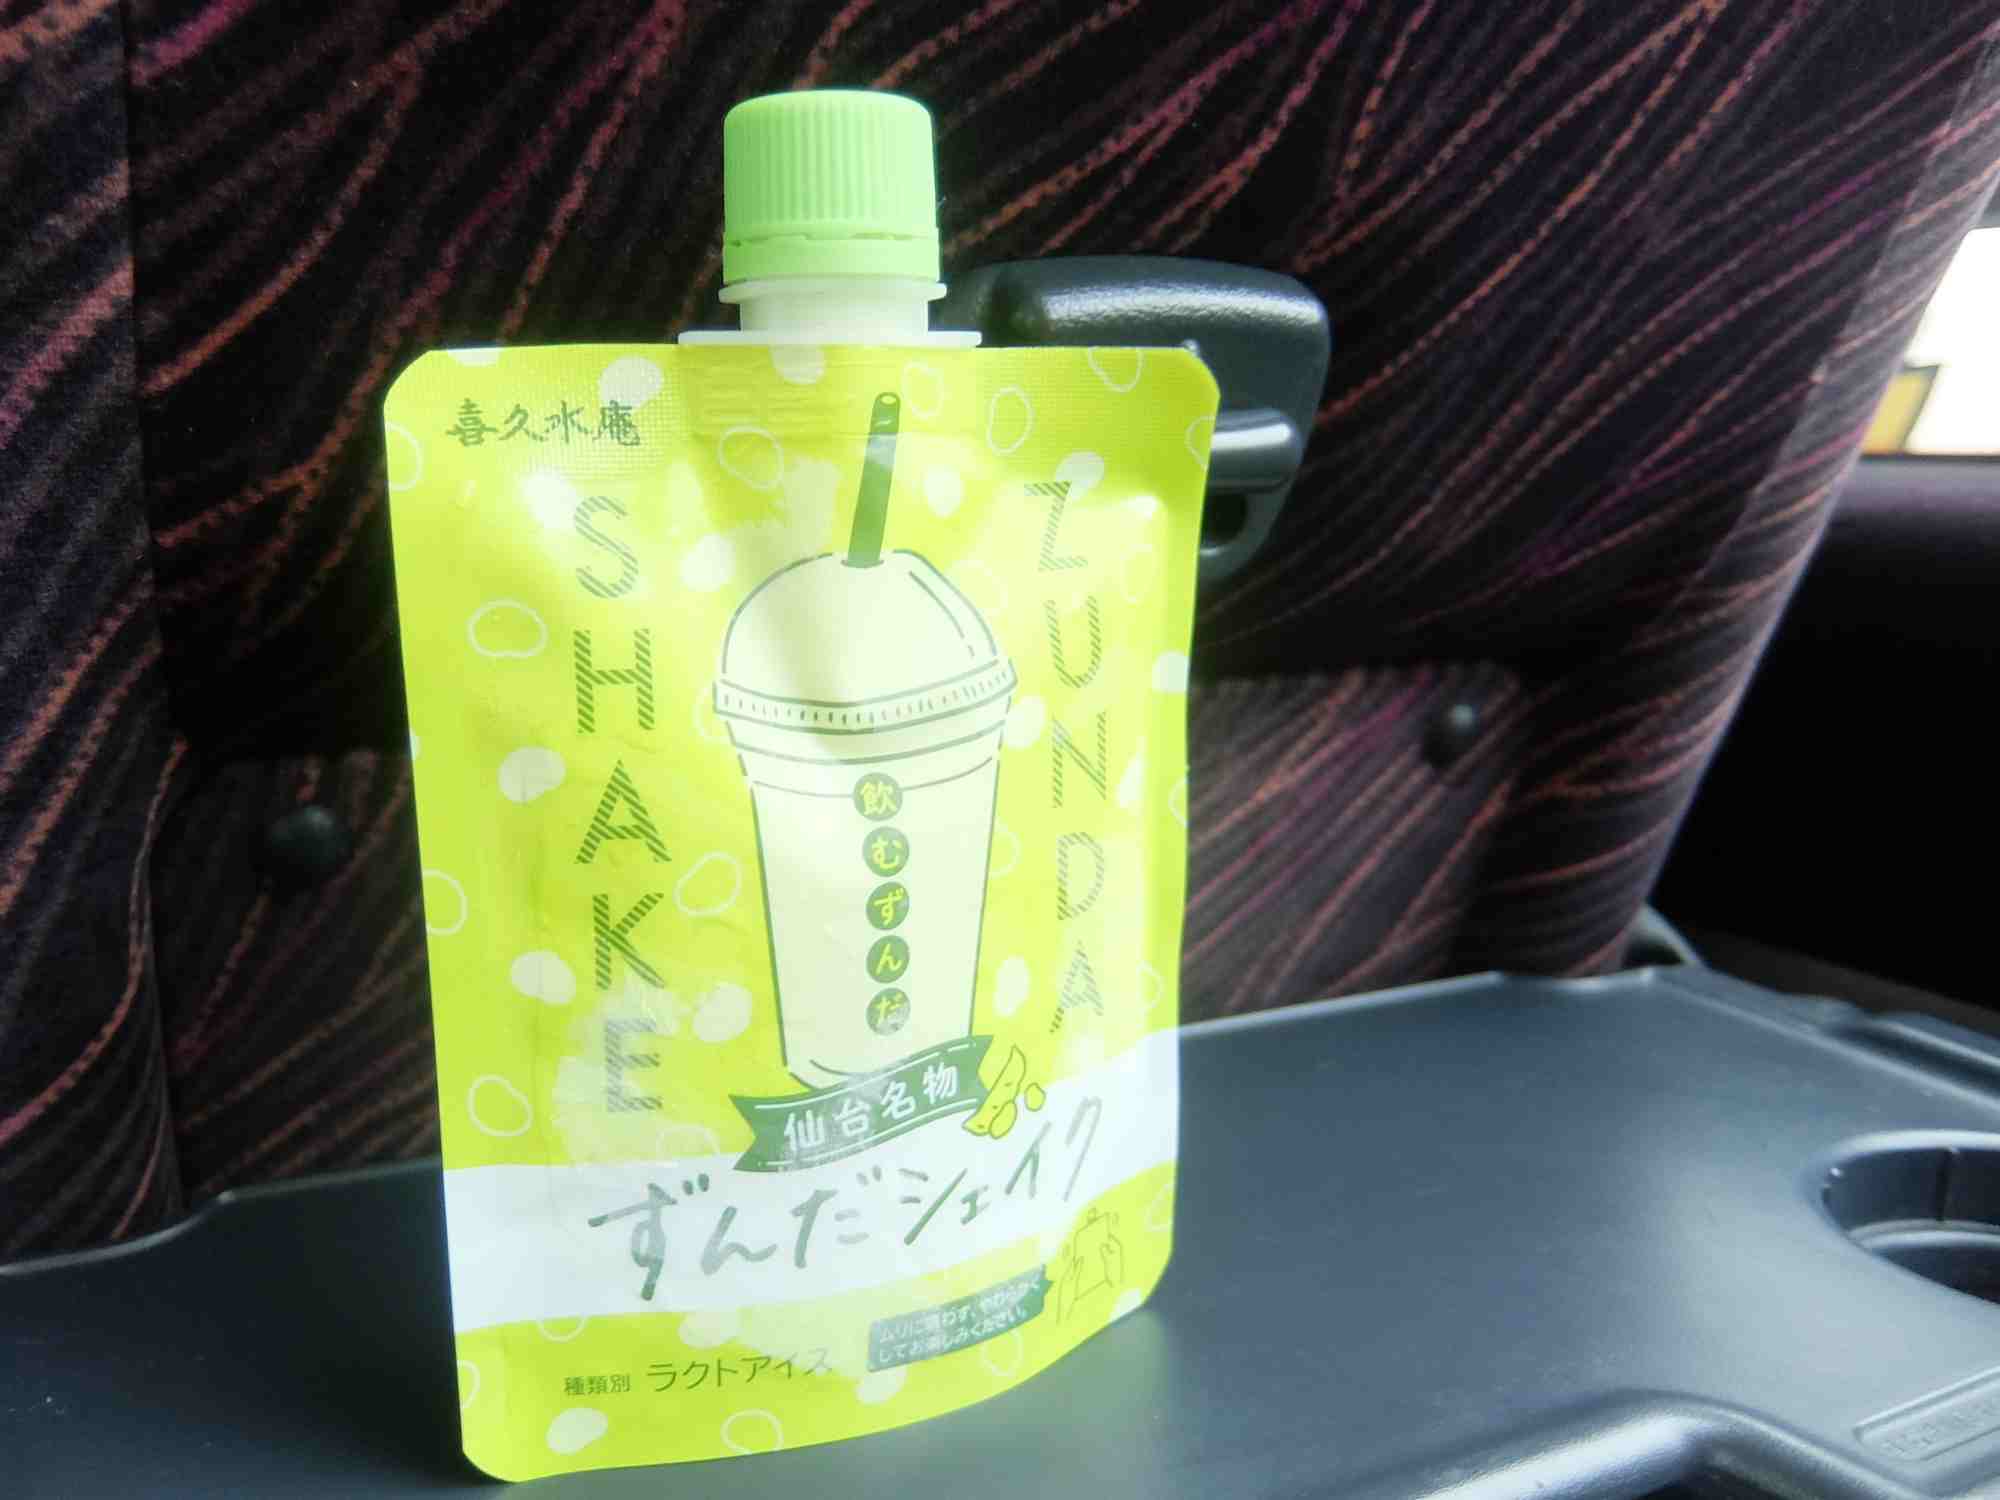 喜久水庵
SHAKE
ZUNDA
飲むずんだ
仙台名物
ずんだシェイク
ムリに吸わず、やわらかく
してお楽しみください。
種類別 ラクトアイス